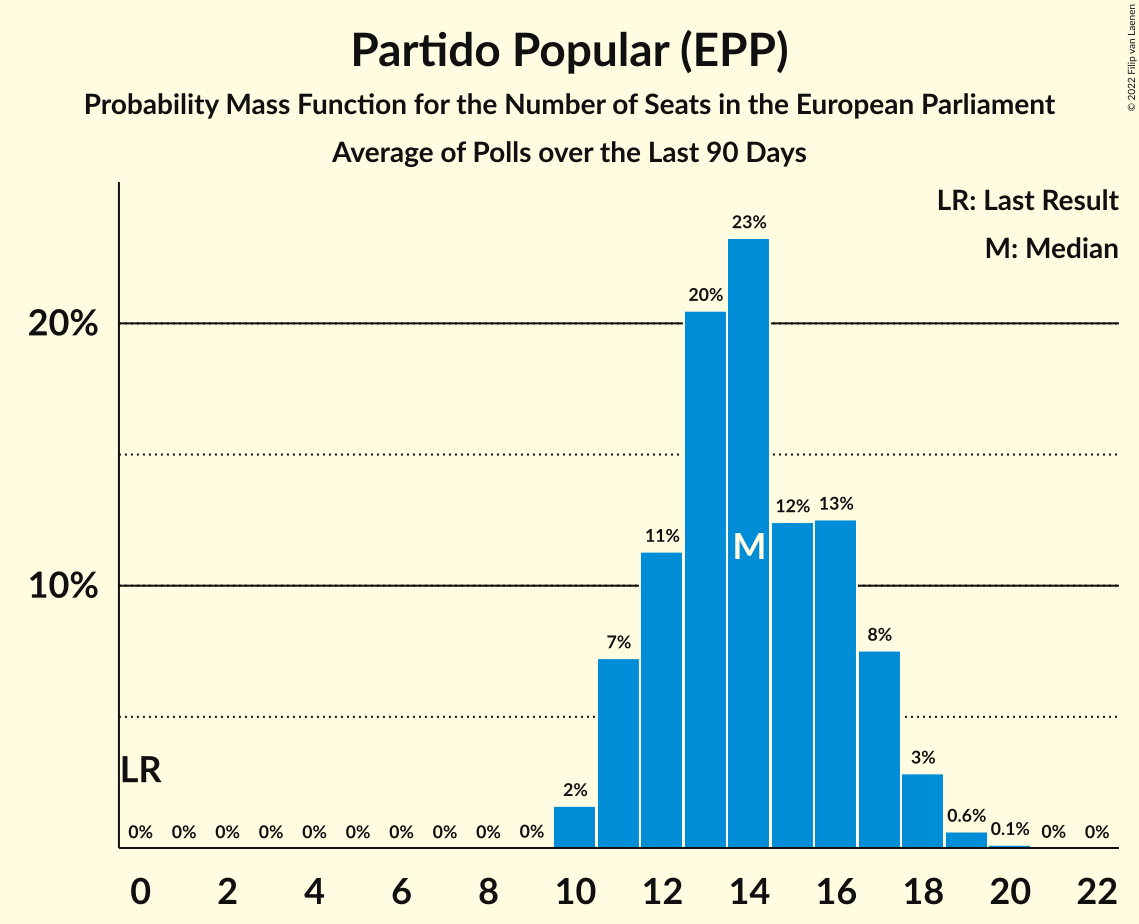 Partido Popular (EPP)
Probability Mass Function for the Number of Seats in the European Parliament
Average of Polls over the Last 90 Days
© 2022 Filip van Laenen
LR: Last Result
M: Median
23%
20%
20%
12%
13%
11%
M
10%
8%
7%
3%
LR
2%
0.6%
0.1%
0% 0% 0% 0% 0% 0% 0% 0% 0% 0% 0% 0%
0 2 4 6 8 10 12 14 16 18 20 22